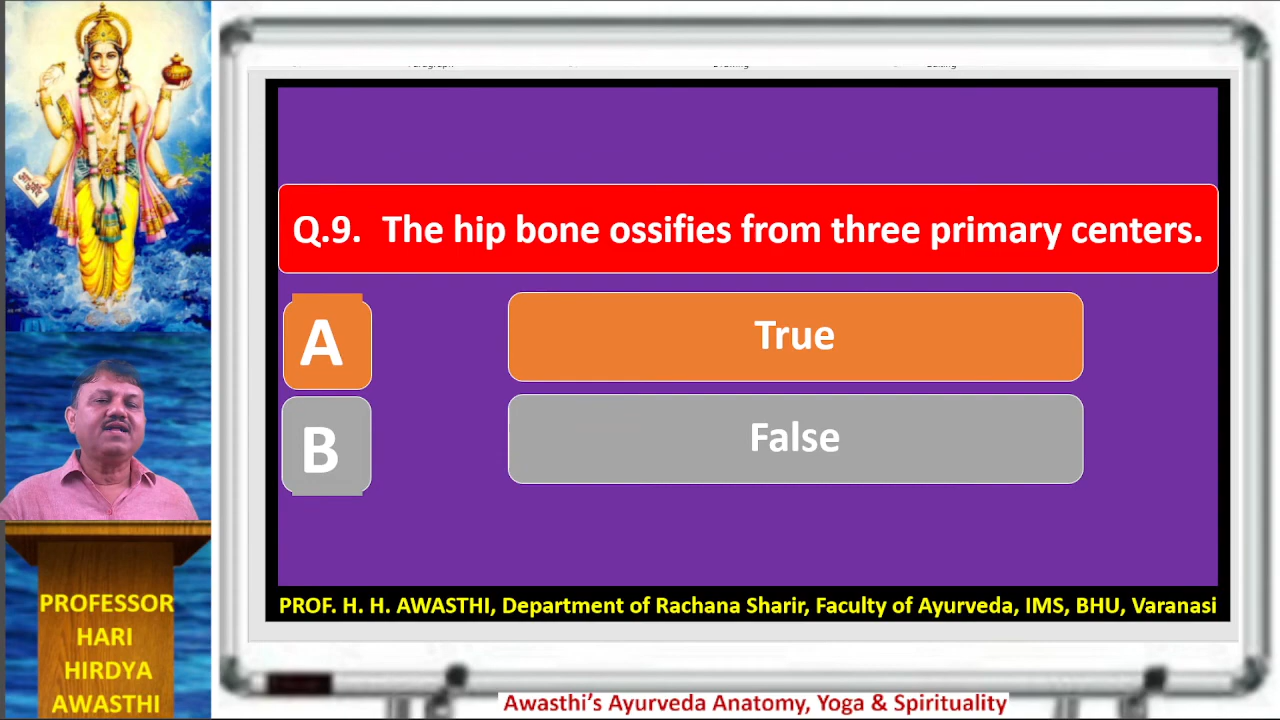 Q.9. The hip bone ossifies from three primary centers.
A
True
B
False
PROF. H. H. AWASTHI, Department of Rachana Sharir, Faculty of Ayurveda, IMS, BHU, Varanasi
PROFESSOR
HARI
HIRDYA
AWASTHI
Awasthi's Ayurveda Anatomy, Yoga & Spirituality